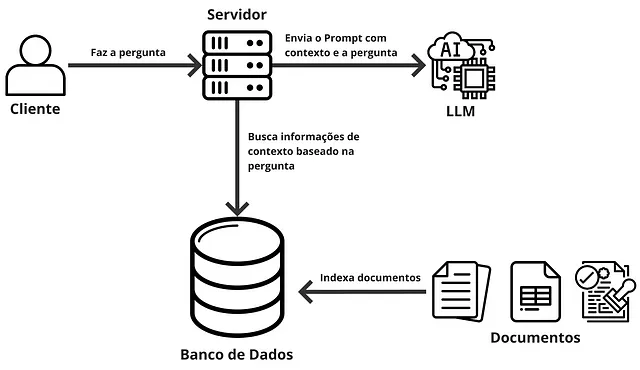 Servidor
Faz a pergunta
Envia o Prompt com
contexto e a pergunta
AI
Cliente
LLM
Busca informações de
contexto baseado na
pergunta
Indexa documentos
Documentos
Banco de Dados